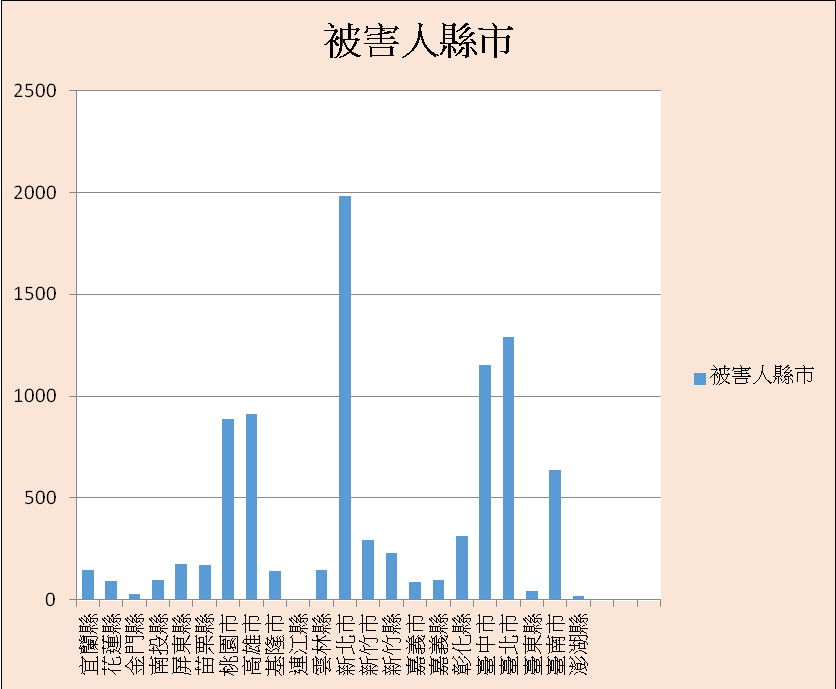 被害人縣市
2500
2000
1500
1000
500
0
宜蘭縣
花蓮縣
金門縣
南投縣
屏東縣
苗栗縣
桃園市
高雄市
基隆市
連江縣
雲林縣
新北市
新竹市
新竹縣
嘉義市
嘉義縣
彰化縣
臺中市
臺北市
臺東縣
臺南市
澎湖縣
被害人縣市